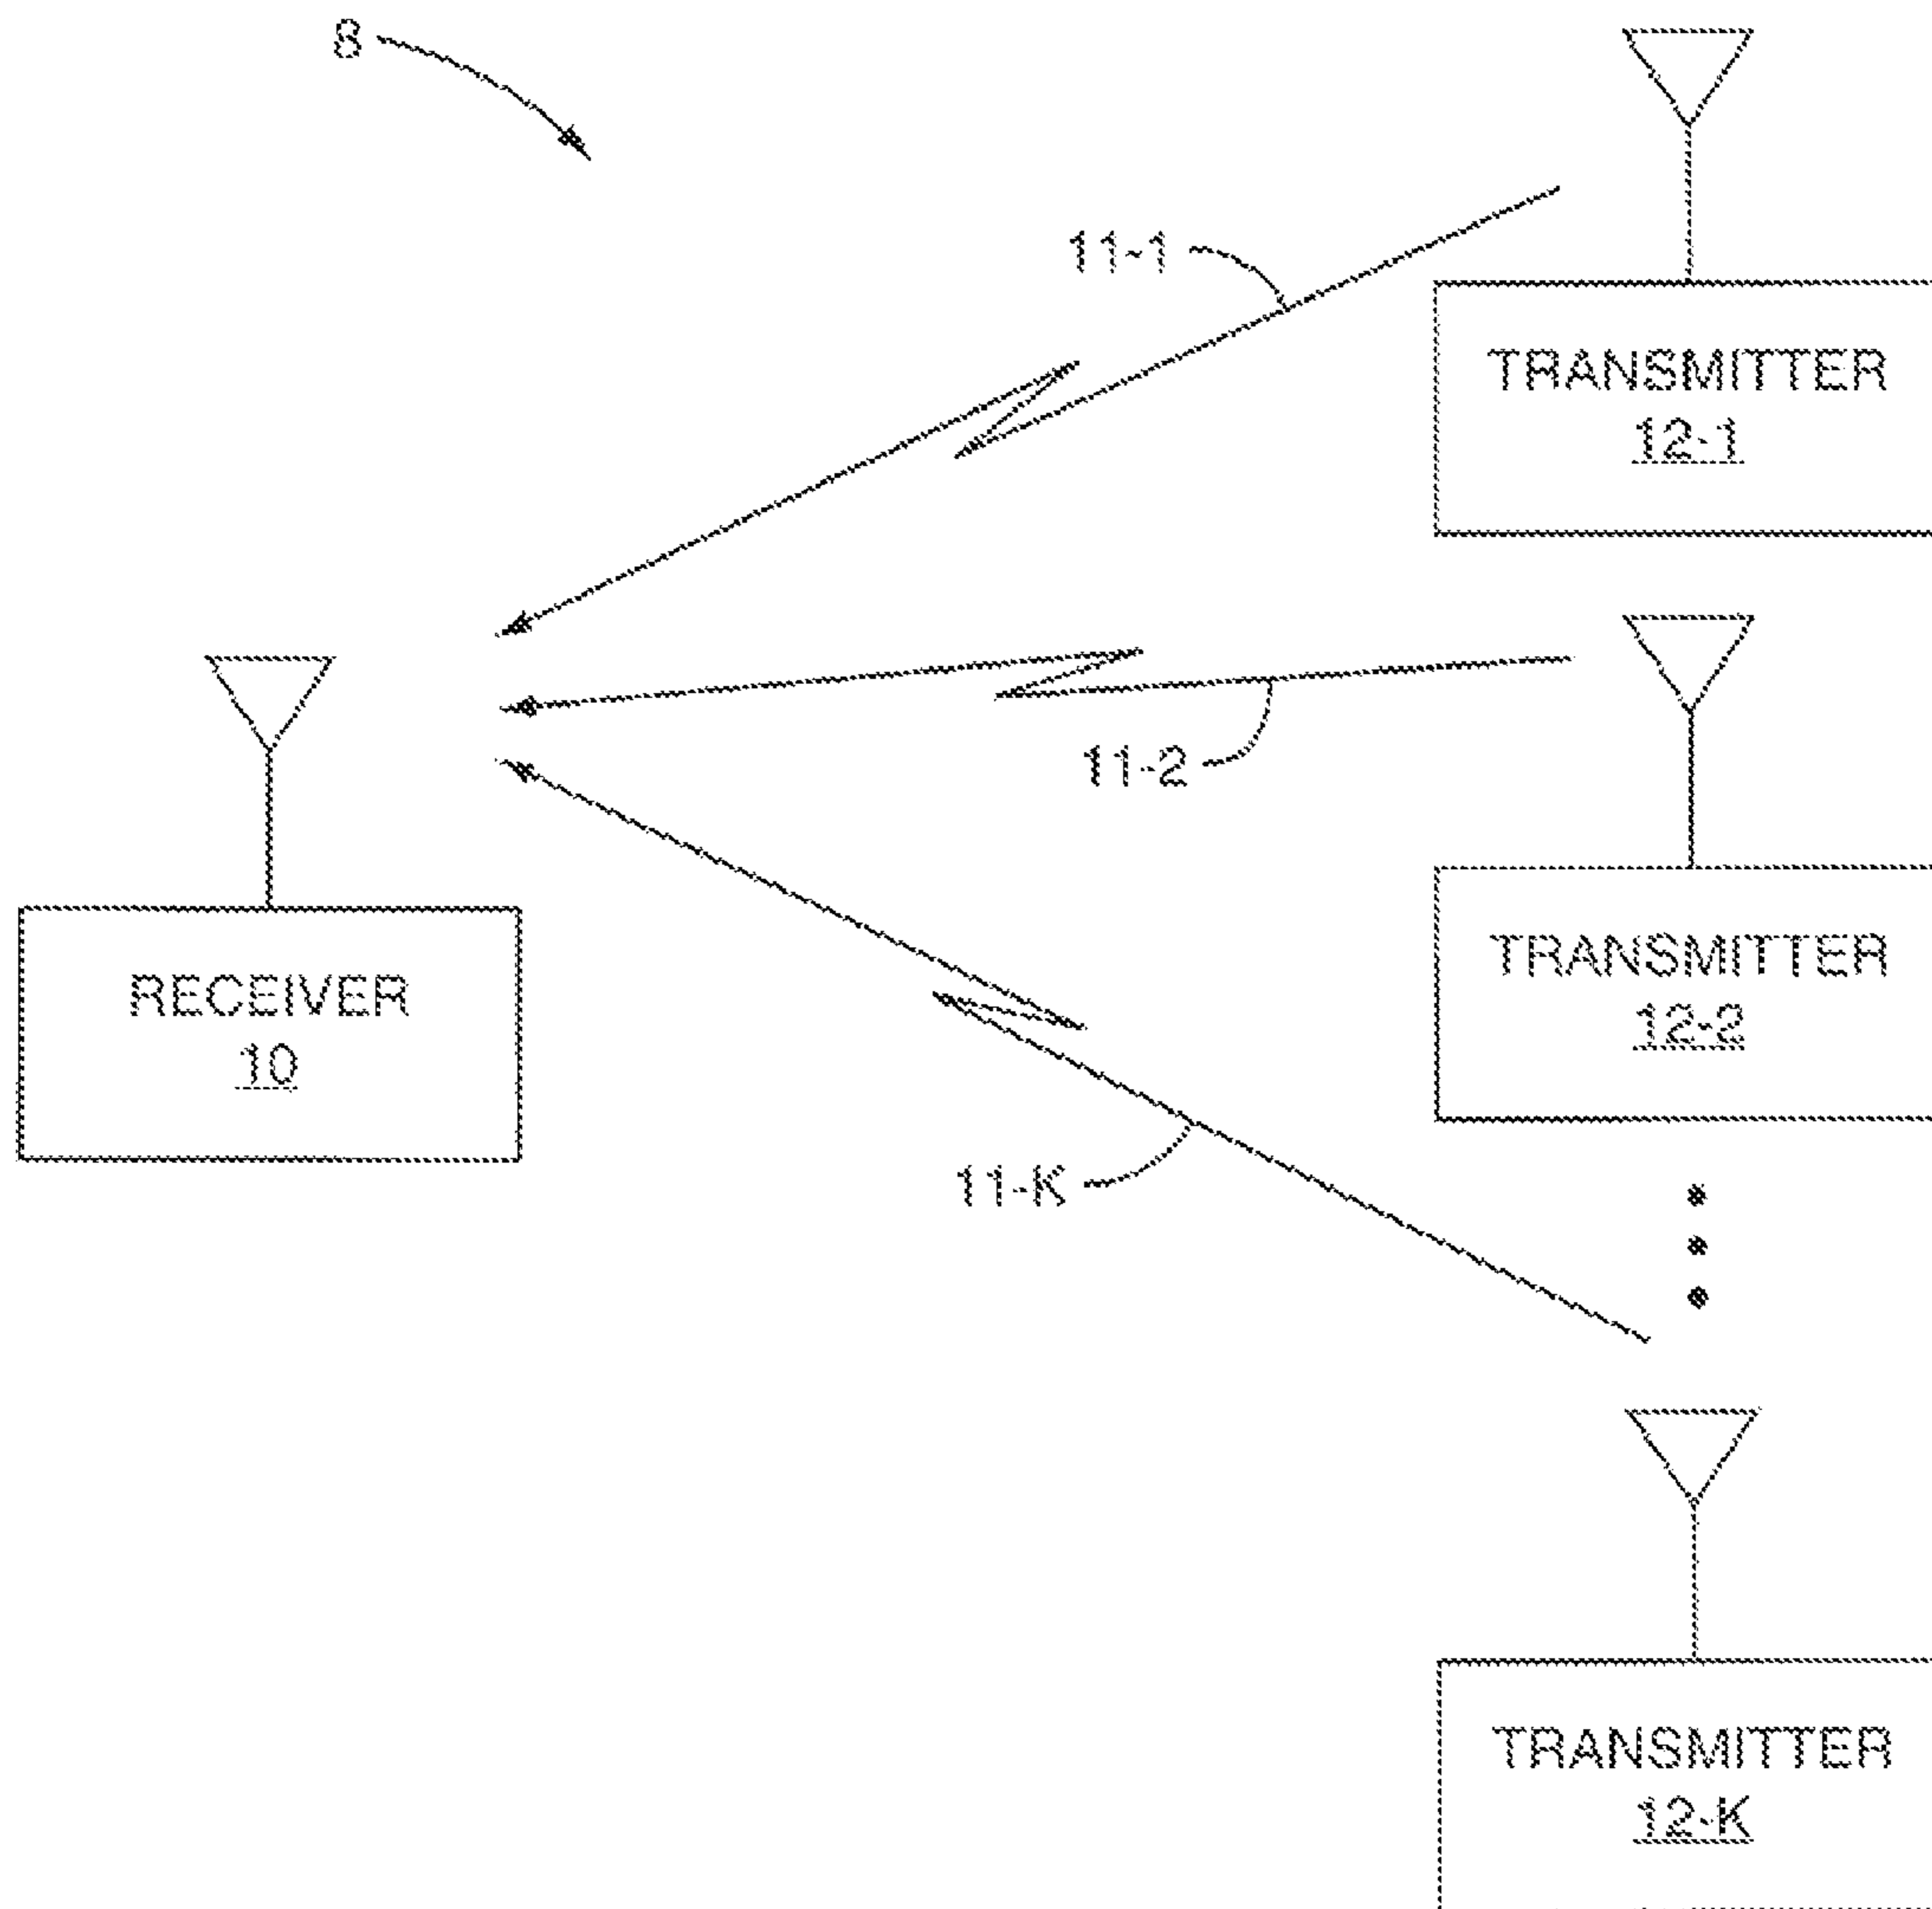 8
11-1
TRANSMITTER
12-1
11-2
RECEIVER
10
TRANSMITTER
12-2
11-K
TRANSMITTER
12-K